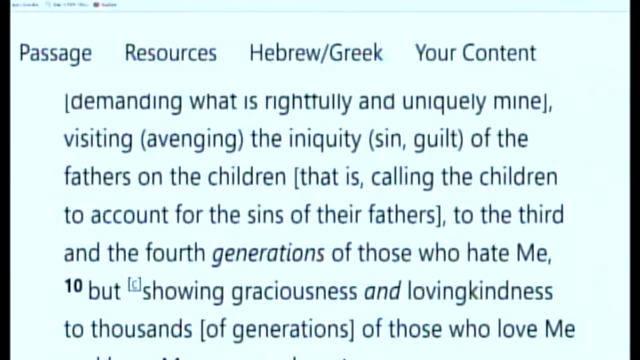 Passage Resources Hebrew/Greek Your Content
[demanding what is rightfully and uniquely mine],
visiting (avenging) the iniquity (sin, guilt) of the
fathers on the children [that is, calling the children
to account for the sins of their fathers], to the third
and the fourth generations of those who hate Me,
10 but [c]showing graciousness and lovingkindness
to thousands [of generations] of those who love Me